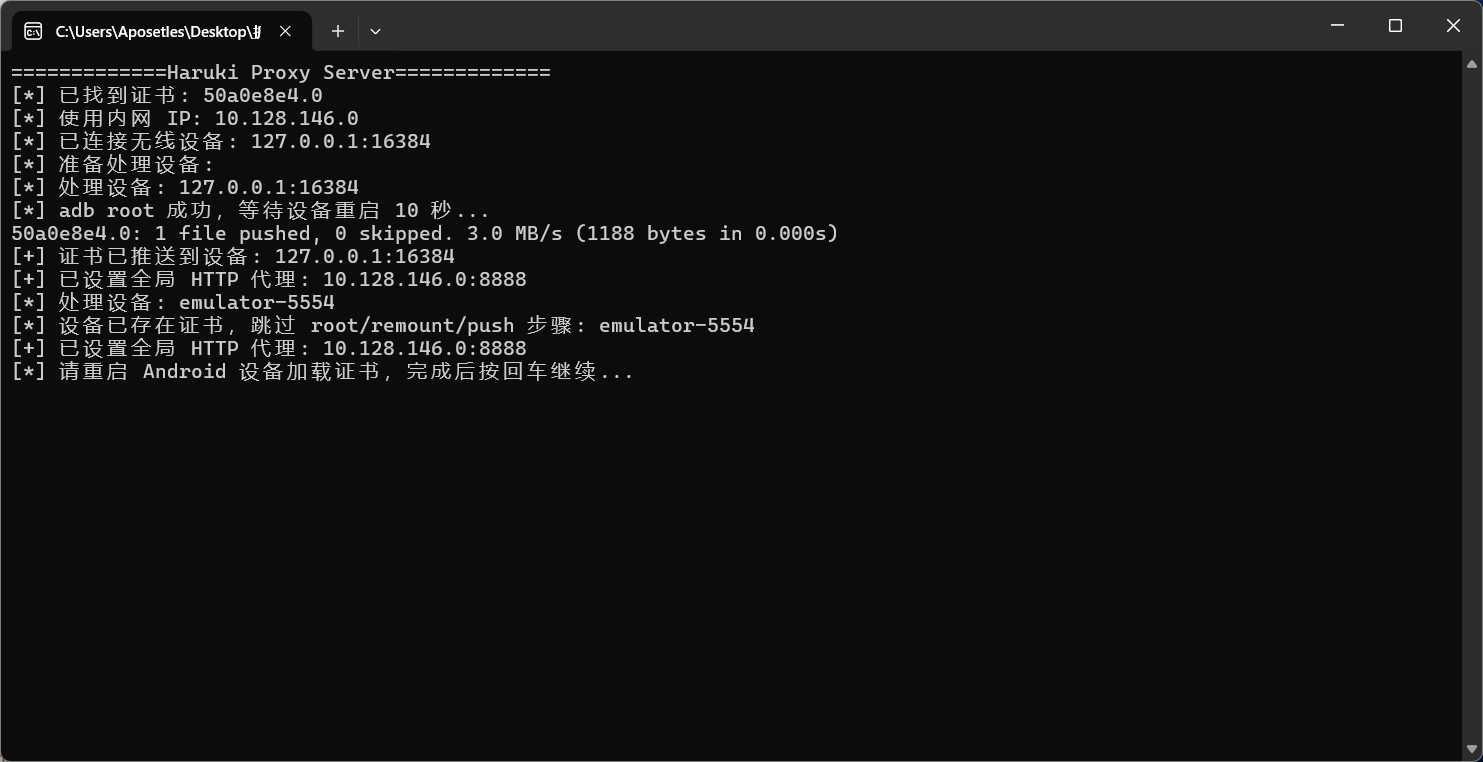 C:\Users\Aposetles\Desktop\
=============Haruki Proxy Server=============
[*] 已找到证书: 50a0e8e4.0
[*] 使用内网 IP: 10.128.146.0
[*] 已连接无线设备: 127.0.0.1:16384
[*] 准备处理设备:
[*] 处理设备: 127.0.0.1:16384
[*] adb root 成功, 等待设备重启 10 秒...
50a0e8e4.0: 1 file pushed, 0 skipped. 3.0 MB/s (1188 bytes in 0.000s)
[+] 证书已推送到设备: 127.0.0.1:16384
[+] 已设置全局 HTTP 代理: 10.128.146.0:8888
[*] 处理设备: emulator-5554
[*] 设备已存在证书, 跳过 root/remount/push 步骤: emulator-5554
[+] 已设置全局 HTTP 代理: 10.128.146.0:8888
[*] 请重启 Android 设备加载证书, 完成后按回车继续...